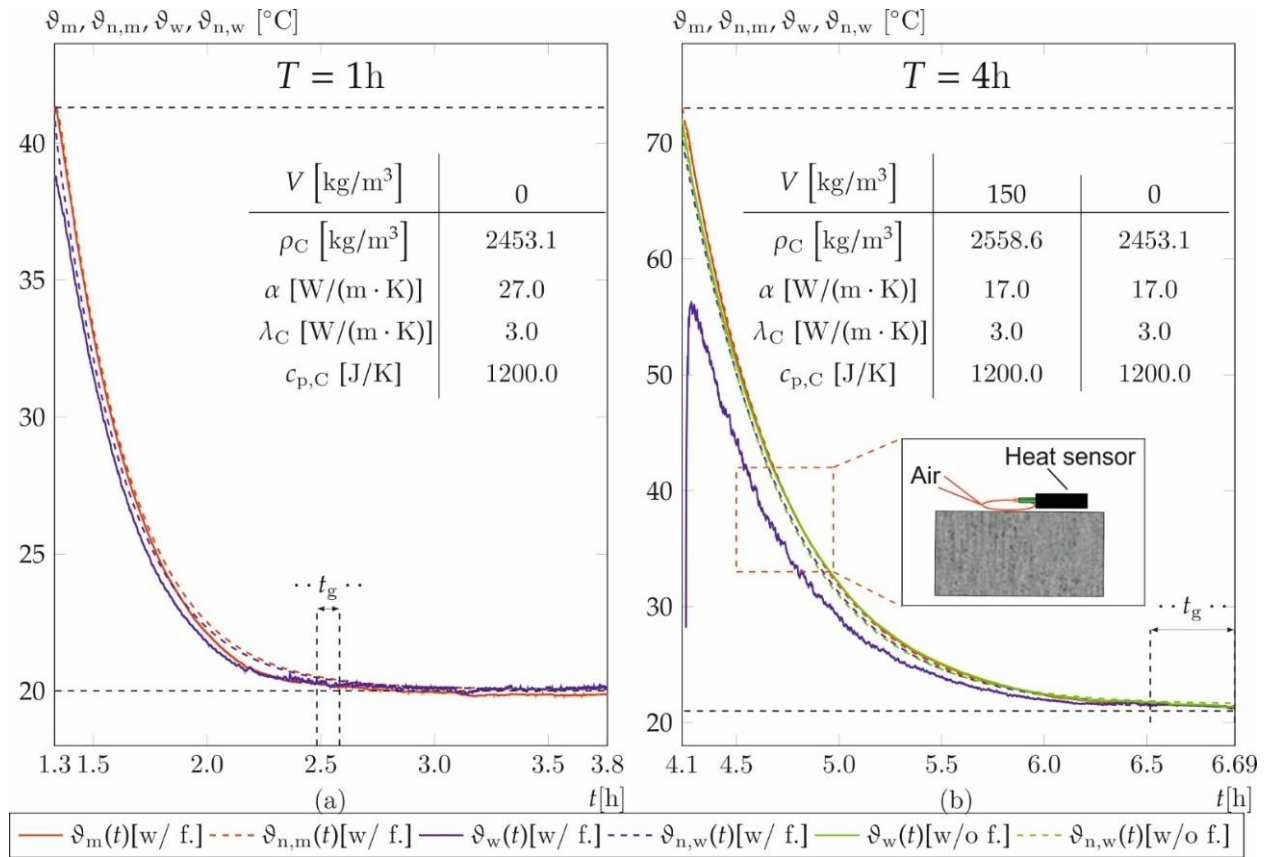 ϑm, ϑn,m, ϑw, ϑn,w [°C]
T = 1h
40
35
30
25
20
V [kg/m³] 0
ρC [kg/m³] 2453.1
α [W/(m · K)] 27.0
λC [W/(m · K)] 3.0
cp,C [J/K] 1200.0
·· tg ··
1.3 1.5 2.0 2.5 3.0 3.5 3.8
(a) t[h]
ϑm, ϑn,m, ϑw, ϑn,w [°C]
T = 4h
70
60
50
40
30
20
V [kg/m³] 150 0
ρC [kg/m³] 2558.6 2453.1
α [W/(m · K)] 17.0 17.0
λC [W/(m · K)] 3.0 3.0
cp,C [J/K] 1200.0 1200.0
Heat sensor
Air
·· tg ··
4.1 4.5 5.0 5.5 6.0 6.69
(b) t[h]
ϑm(t)[w/ f.] ϑn,m(t)[w/ f.] ϑw(t)[w/ f.] ϑn,w(t)[w/ f.] ϑw(t)[w/o f.] ϑn,w(t)[w/o f.]